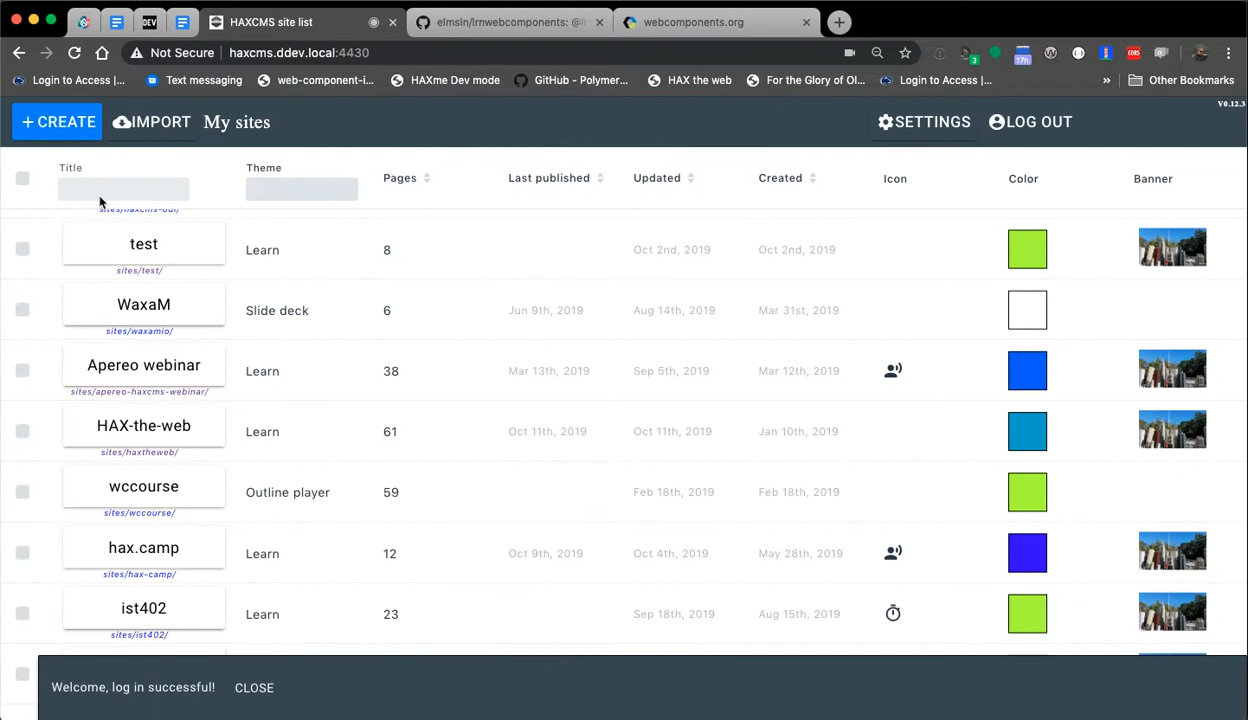 DEV
HAXCMS site list
elmsln/lrnwebcomponents: @lr
webcomponents.org
Not Secure
haxcms.ddev.local:4430
3
17h
CORS
Login to Access |...
Text messaging
web-component-i...
HAXme Dev mode
GitHub - Polymer...
HAX the web
For the Glory of Ol...
Login to Access |...
»
Other Bookmarks
+ CREATE
IMPORT
My sites
SETTINGS
LOG OUT
V0.12.3
Title
Theme
Pages
Last published
Updated
Created
Icon
Color
Banner
test
sites/test/
Learn
8
Oct 2nd, 2019
Oct 2nd, 2019
WaxaM
sites/waxamio/
Slide deck
6
Jun 9th, 2019
Aug 14th, 2019
Mar 31st, 2019
Apereo webinar
sites/apereo-haxcms-webinar/
Learn
38
Mar 13th, 2019
Sep 5th, 2019
Mar 12th, 2019
HAX-the-web
sites/haxtheweb/
Learn
61
Oct 11th, 2019
Oct 11th, 2019
Jan 10th, 2019
wccourse
sites/wccourse/
Outline player
59
Feb 18th, 2019
Feb 18th, 2019
hax.camp
sites/hax-camp/
Learn
12
Oct 9th, 2019
Oct 4th, 2019
May 28th, 2019
ist402
sites/ist402/
Learn
23
Sep 18th, 2019
Aug 15th, 2019
Welcome, log in successful!
CLOSE